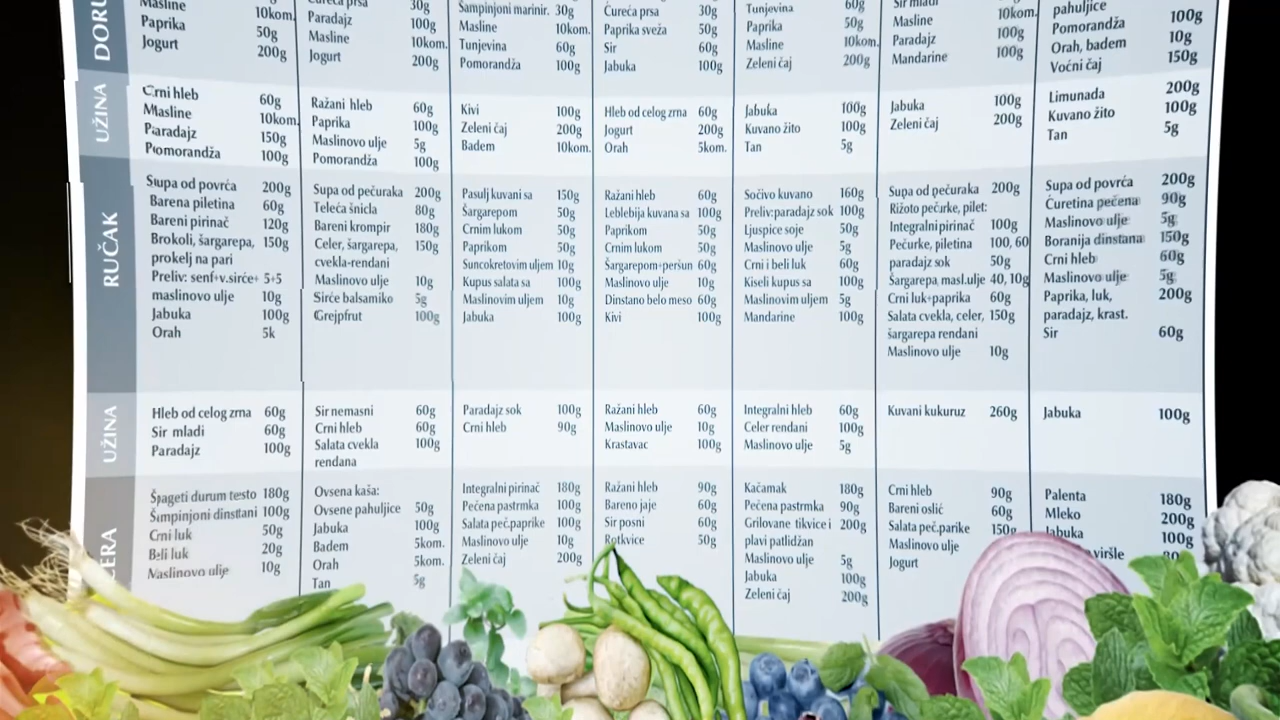 DORU
Masline 10kom.
Paprika 50g
Jogurt 200g
Ćureća prsa 30g
Paradajz 100g
Masline 10kom.
Jogurt 200g
Šampinjoni marinir. 30g
Masline 10kom.
Tunjevina 60g
Pomorandža 100g
Ćureća prsa 30g
Paprika sveža 50g
Sir 60g
Jabuka 100g
Tunjevina 60g
Paprika 50g
Masline 10kom.
Zeleni čaj 200g
Sir mladi
Masline 10kom.
Paradajz 100g
Mandarine 100g
pahuljice
Pomorandža 100g
Orah, badem 10g
Voćni čaj 150g
UŽINA
Crni hleb 60g
Masline 10kom.
Paradajz 150g
Pomorandža 100g
Ražani hleb 60g
Paprika 100g
Maslinovo ulje 5g
Pomorandža 100g
Kivi 100g
Zeleni čaj 200g
Badem 10kom.
Hleb od celog zrna 60g
Jogurt 200g
Orah 5kom.
Jabuka 100g
Kuvano žito 100g
Tan 5g
Jabuka 100g
Zeleni čaj 200g
Limunada 200g
Kuvano žito 100g
Tan 5g
RUČAK
Supa od povrća 200g
Barena piletina 60g
Bareni pirinač 120g
Brokoli, šargarepa, 150g
prokelj na pari
Preliv: senf+v.sirće+ 5+5
maslinovo ulje 10g
Jabuka 100g
Orah 5k
Supa od pečuraka 200g
Teleća šnicla 80g
Bareni krompir 180g
Celer, šargarepa, 150g
cvekla-rendani
Maslinovo ulje 10g
Sirće balsamiko 5g
Grejpfrut 100g
Pasulj kuvani sa 150g
Šargarepom 50g
Crnim lukom 50g
Paprikom 50g
Suncokretovim uljem 10g
Kupus salata sa 100g
Maslinovim uljem 10g
Jabuka 100g
Ražani hleb 60g
Leblebija kuvana sa 100g
Paprikom 50g
Crnim lukom 50g
Šargarepom+peršun 60g
Maslinovo ulje 10g
Dinstano belo meso 60g
Kivi 100g
Sočivo kuvano 160g
Preliv:paradajz sok 100g
Ljuspice soje 50g
Maslinovo ulje 5g
Crni i beli luk 60g
Kiseli kupus sa 100g
Maslinovim uljem 5g
Mandarine 100g
Supa od pečuraka 200g
Rižoto pečurke, pilet:
Integralni pirinač 100g
Pečurke, piletina 100, 60
paradajz sok 50g
Šargarepa, masl.ulje 40, 10g
Crni luk+paprika 60g
Salata cvekla, celer, 150g
šargarepa rendani
Maslinovo ulje 10g
Supa od povrća 200g
Ćuretina pečena 90g
Maslinovo ulje 5g
Boranija dinstana 150g
Crni hleb 60g
Maslinovo ulje 5g
Paprika, luk, 200g
paradajz, krast.
Sir 60g
UŽINA
Hleb od celog zrna 60g
Sir mladi 60g
Paradajz 100g
Sir nemasni 60g
Crni hleb 60g
Salata cvekla 100g
rendana
Paradajz sok 100g
Crni hleb 90g
Ražani hleb 60g
Maslinovo ulje 10g
Krastavac 100g
Integralni hleb 60g
Celer rendani 100g
Maslinovo ulje 5g
Kuvani kukuruz 260g
Jabuka 100g
ČERA
Špageti durum testo 180g
Šampinjoni dinstani 100g
Crni luk 50g
Beli luk 20g
Maslinovo ulje 10g
Ovsena kaša:
Ovsene pahuljice 50g
Jabuka 100g
Badem 5kom.
Orah 5kom.
Tan 5g
Integralni pirinač 180g
Pečena pastrmka 100g
Salata peč.paprike 100g
Maslinovo ulje 10g
Zeleni čaj 200g
Ražani hleb 90g
Bareno jaje 60g
Sir posni 60g
Rotkvice 50g
Kačamak 180g
Pečena pastrmka 90g
Grilovane tikvice i 200g
plavi patlidžan
Maslinovo ulje 5g
Jabuka 100g
Zeleni čaj 200g
Crni hleb 90g
Bareni oslić 60g
Salata peč.parike 150g
Maslinovo ulje
Jogurt
Palenta 180g
Mleko 200g
Jabuka 100g
viršle